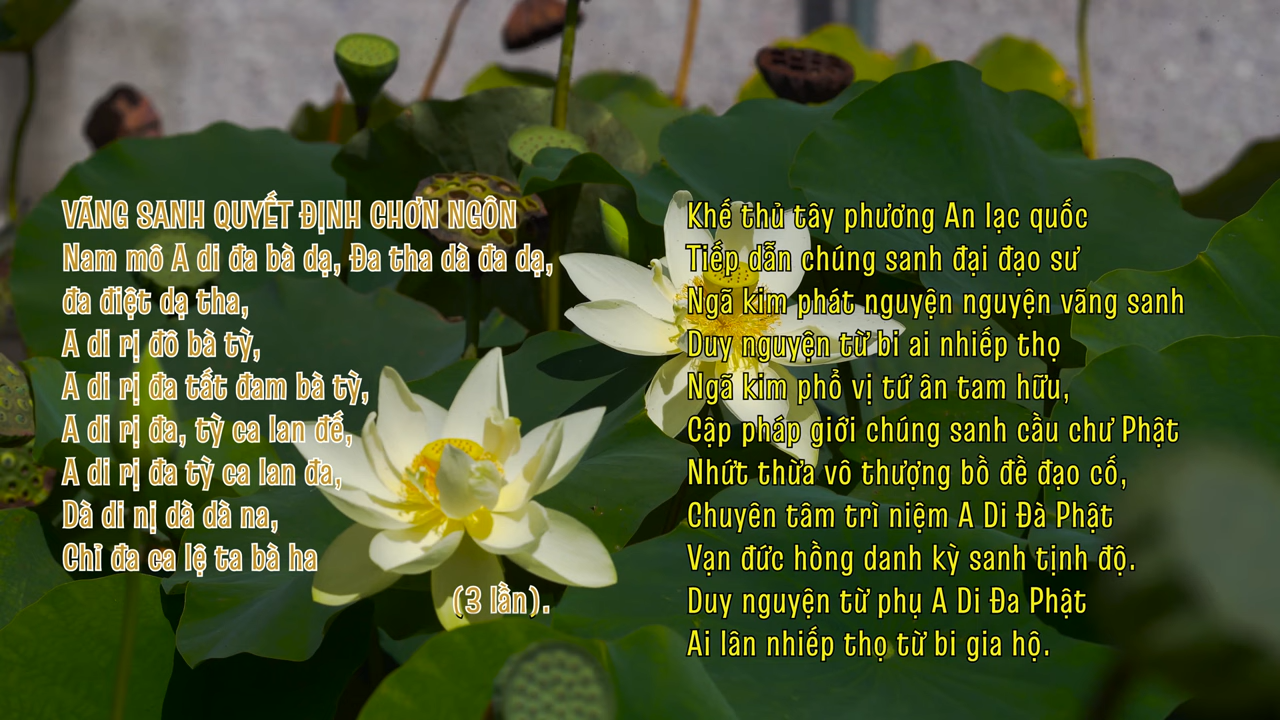 VÃNG SANH QUYẾT ĐỊNH CHƠN NGÔN
Nam mô A di đa bà dạ, Đa tha dà đa dạ,
đa điệt dạ tha,
A di rị đô bà tỳ,
A di rị đa tất đam bà tỳ,
A di rị đa, tỳ ca lan đế,
A di rị đa tỳ ca lan đa,
Dà di nị dà dà na,
Chỉ đa ca lệ ta bà ha
(3 lần).
Khế thủ tây phương An lạc quốc
Tiếp dẫn chúng sanh đại đạo sư
Ngã kim phát nguyện nguyện vãng sanh
Duy nguyện từ bi ai nhiếp thọ
Ngã kim phổ vị tứ ân tam hữu,
Cập pháp giới chúng sanh cầu chư Phật
Nhứt thừa vô thượng bồ đề đạo cố,
Chuyên tâm trì niệm A Di Đà Phật
Vạn đức hồng danh kỳ sanh tịnh độ.
Duy nguyện từ phụ A Di Đa Phật
Ai lân nhiếp thọ từ bi gia hộ.